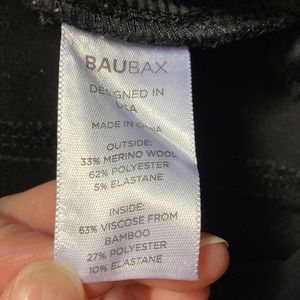 BAUBAX
DESIGNED IN
USA
MADE IN CHINA
OUTSIDE:
33% MERINO WOOL
62% POLYESTER
5% ELASTANE
INSIDE:
63% VISCOSE FROM
BAMBOO
27% POLYESTER
10% ELASTANE